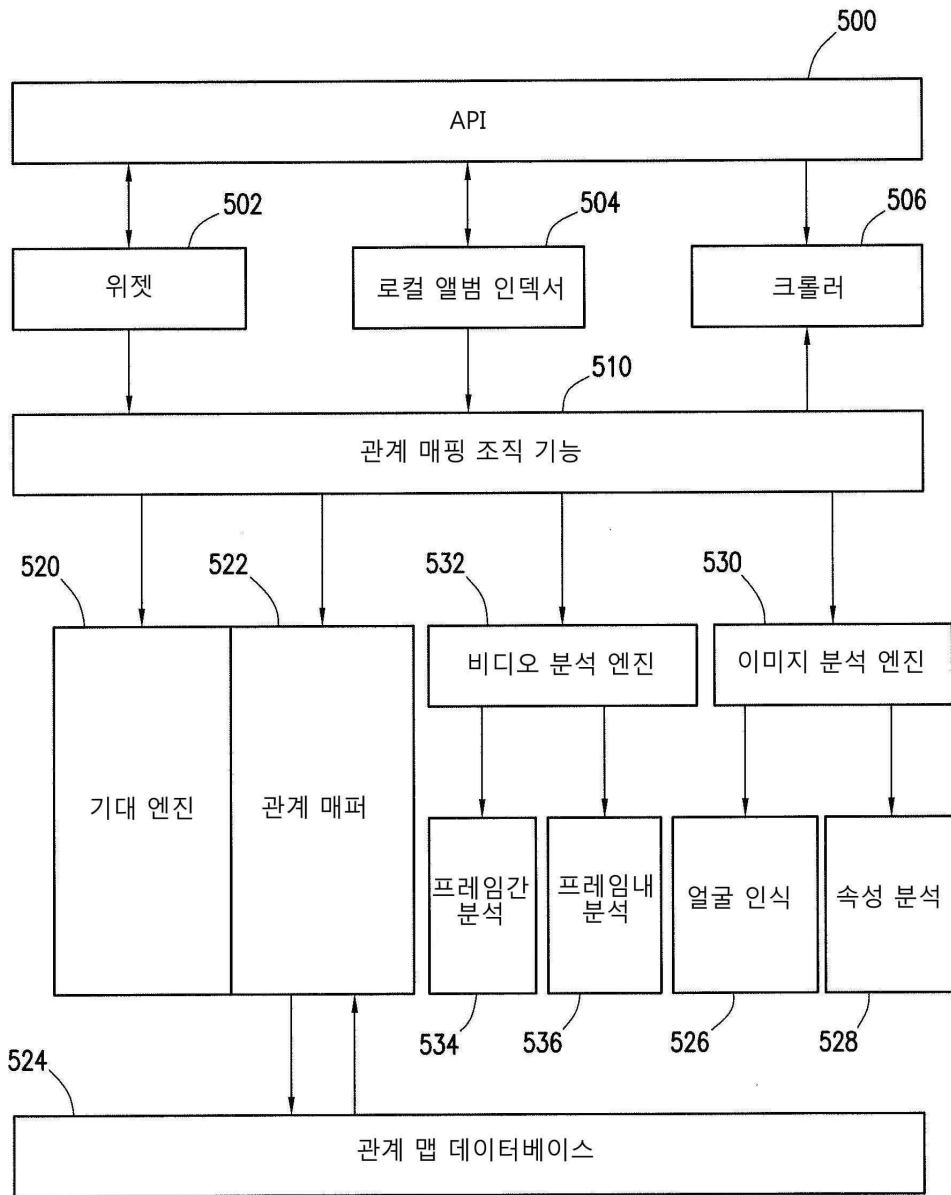 500
API
502
504
506
위젯
로컬 앨범 인덱서
크롤러
510
관계 매핑 조직 기능
520
522
532
530
비디오 분석 엔진
이미지 분석 엔진
기대 엔진
관계 매퍼
프레임간
분석
프레임내
분석
얼굴 인식
속성 분석
534
536
526
528
524
관계 맵 데이터베이스